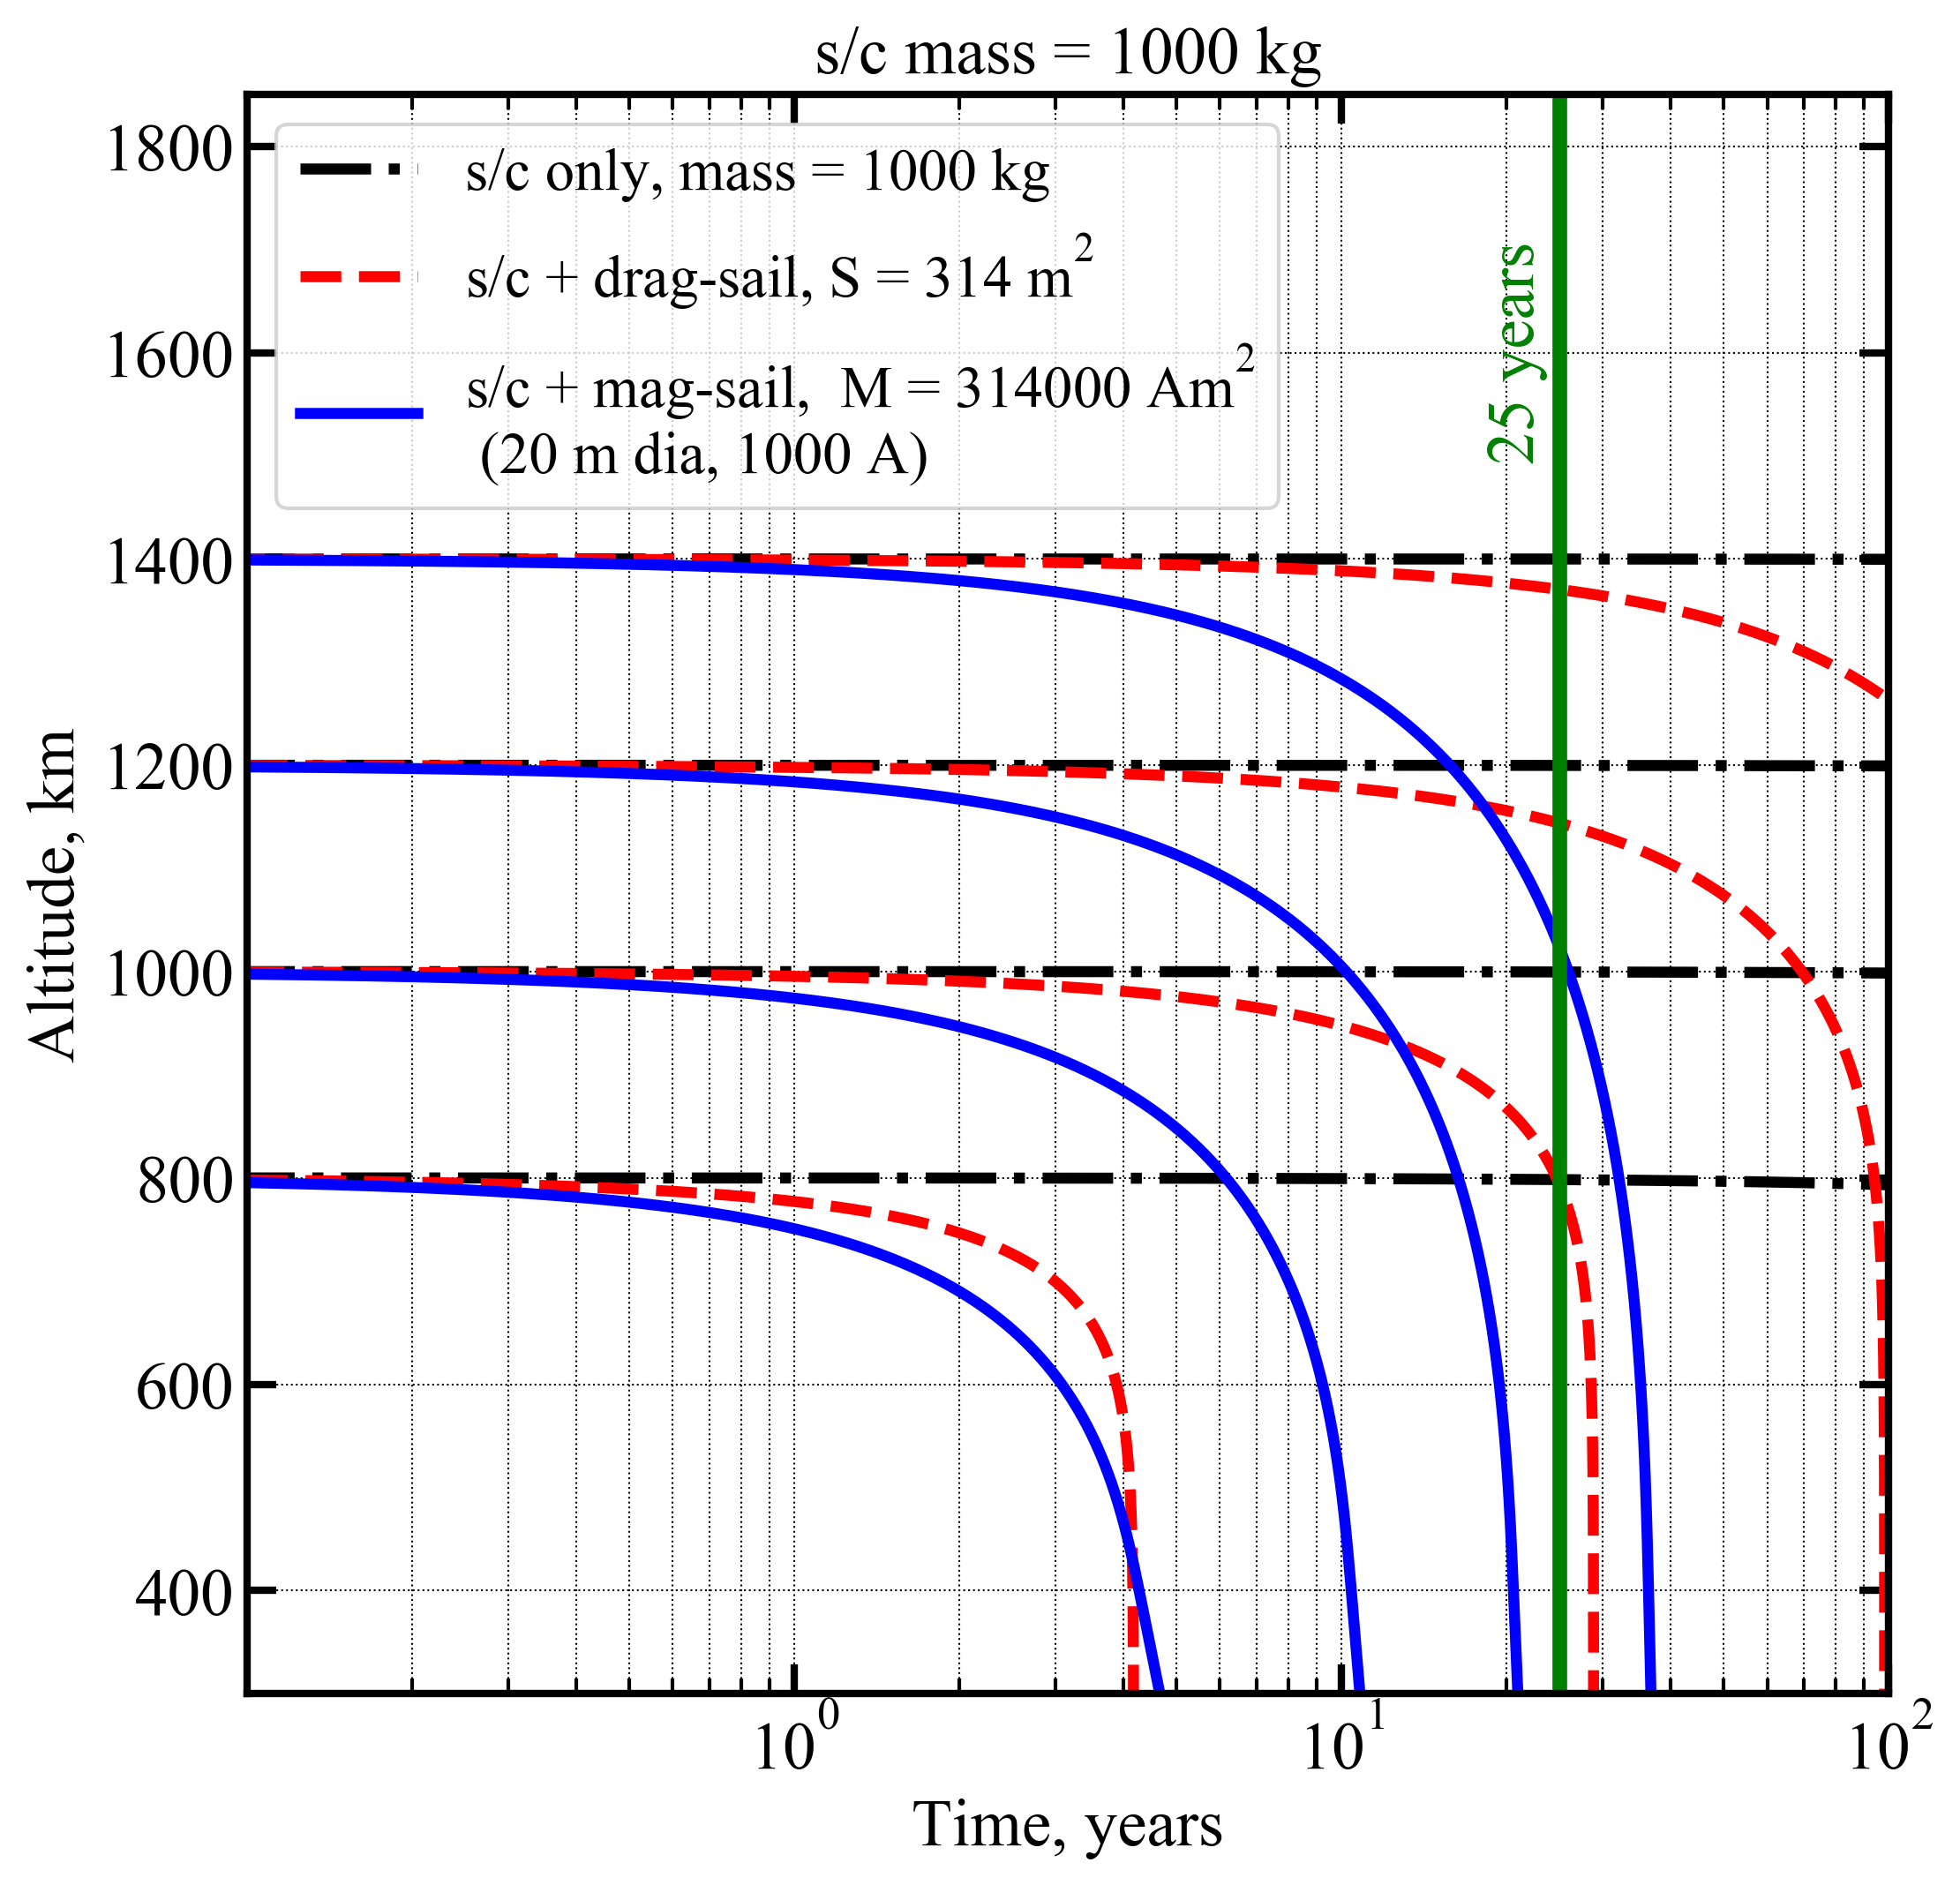 s/c mass = 1000 kg
s/c only, mass = 1000 kg
s/c + drag-sail, S = 314 m²
s/c + mag-sail,  M = 314000 Am²
(20 m dia, 1000 A)
25 years
1800
1600
1400
1200
1000
800
600
400
Altitude, km
10⁰ 10¹ 10²
Time, years